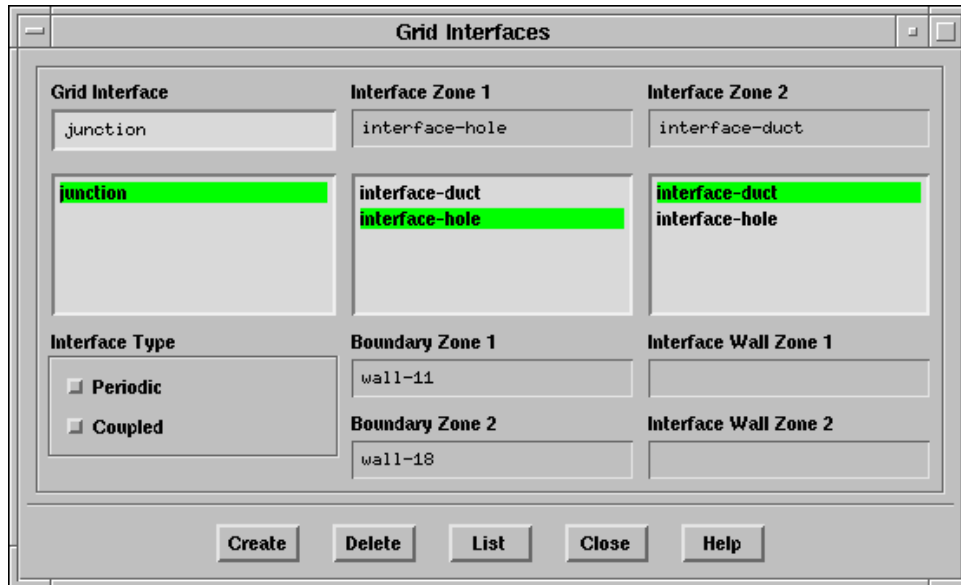 Grid Interfaces
Grid Interface Interface Zone 1 Interface Zone 2
junction interface-hole interface-duct
junction interface-duct interface-duct
interface-hole interface-hole
Interface Type Boundary Zone 1 Interface Wall Zone 1
Periodic wall-11
Coupled Boundary Zone 2 Interface Wall Zone 2
wall-18
Create Delete List Close Help